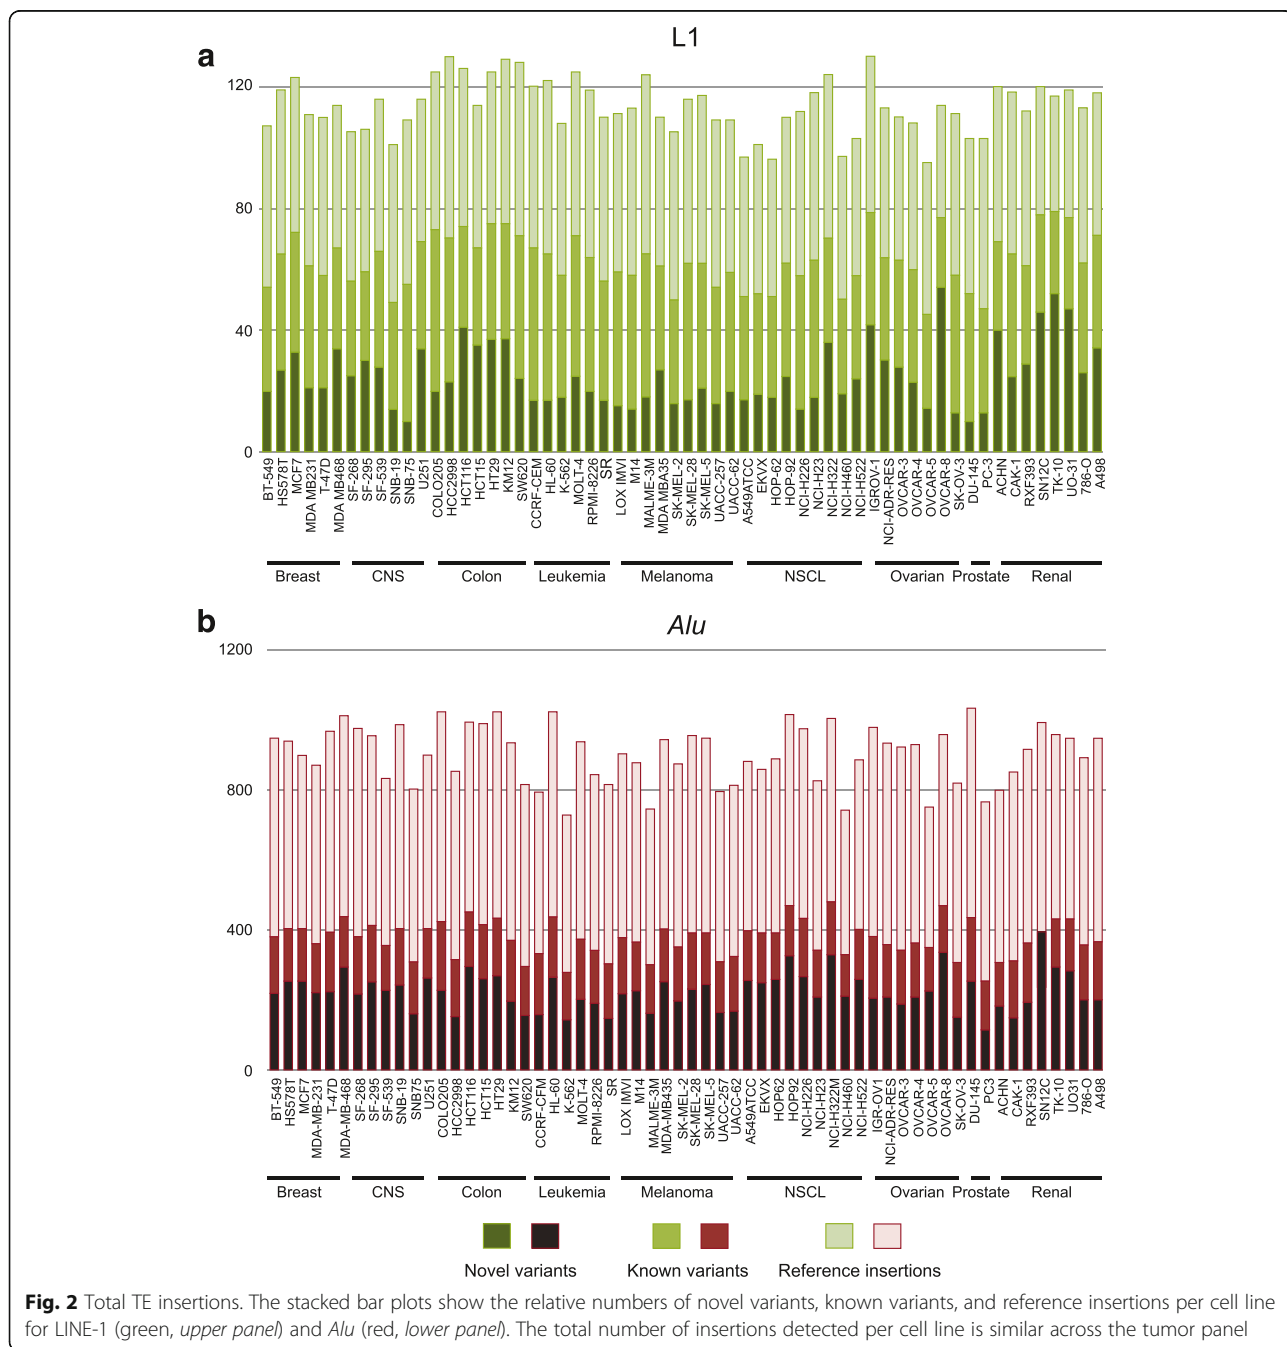 a
L1
120
80
40
0
BT-549
HS578T
MCF7
MDA MB231
T-47D
MDA MB468
SF-268
SF-295
SF-539
SNB-19
SNB-75
U251
COLO205
HCC2998
HCT116
HCT15
HT29
KM12
SW620
CCRF-CEM
HL-60
K-562
MOLT-4
RPMI-8226
SR
LOX IMVI
M14
MALME-3M
MDA MBA35
SK-MEL-2
SK-MEL-28
SK-MEL-5
UACC-257
UACC-62
A549ATCC
EKVX
HOP-62
HOP-92
NCI-H226
NCI-H23
NCI-H322
NCI-H460
NCI-H522
IGROV-1
NCI-ADR-RES
OVCAR-3
OVCAR-4
OVCAR-5
OVCAR-8
SK-OV-3
DU-145
PC-3
ACHN
CAK-1
RXF393
SN12C
TK-10
UO-31
786-O
A498
Breast CNS Colon Leukemia Melanoma NSCL Ovarian Prostate Renal
b
Alu
1200
800
400
0
BT-549
HS578T
MCF7
MDA-MB-231
T-47D
MDA-MB-468
SF-268
SF-295
SF-539
SNB-19
SNB75
U251
COLO205
HCC2998
HCT116
HCT15
HT29
KM12
SW620
CCRF-CFM
HL-60
K-562
MOLT-4
RPMI-8226
SR
LOX IMVI
M14
MALME-3M
MDA-MB435
SK-MEL-2
SK-MEL-28
SK-MEL-5
UACC-257
UACC-62
A549ATCC
EKVX
HOP62
HOP92
NCI-H226
NCI-H23
NCI-H322M
NCI-H460
NCI-H522
IGR-OV1
NCI-ADR-RES
OVCAR-3
OVCAR-4
OVCAR-5
OVCAR-8
SK-OV-3
DU-145
PC3
ACHN
CAK-1
RXF393
SN12C
TK-10
UO31
786-O
A498
Breast CNS Colon Leukemia Melanoma NSCL Ovarian Prostate Renal
Novel variants Known variants Reference insertions
Fig. 2 Total TE insertions. The stacked bar plots show the relative numbers of novel variants, known variants, and reference insertions per cell line
for LINE-1 (green, upper panel) and Alu (red, lower panel). The total number of insertions detected per cell line is similar across the tumor panel